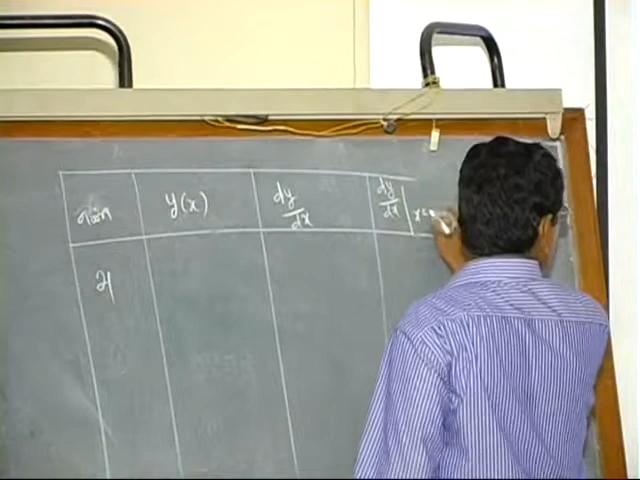 y(x)
dy/dx
dy/dx | x=
અ